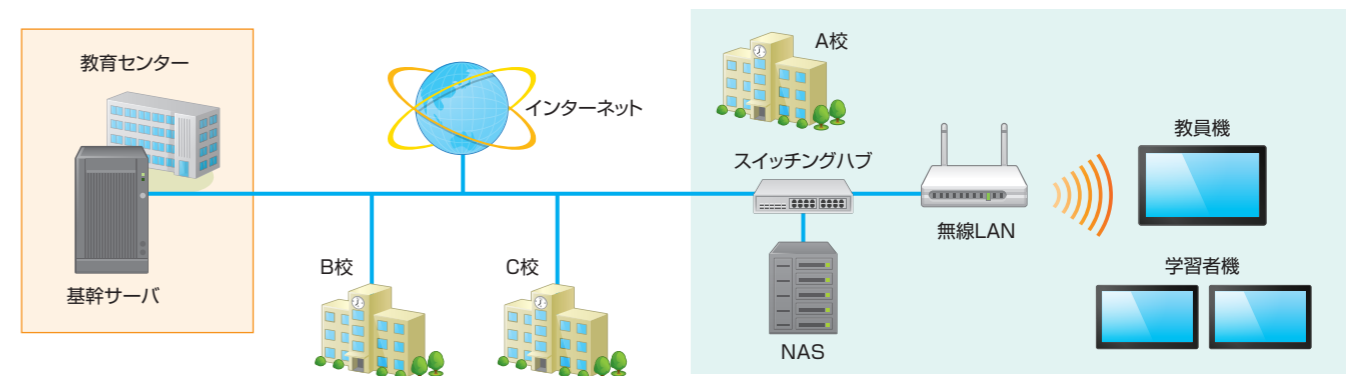 教育センター
基幹サーバ
インターネット
B校
C校
A校
スイッチングハブ
NAS
無線LAN
教員機
学習者機